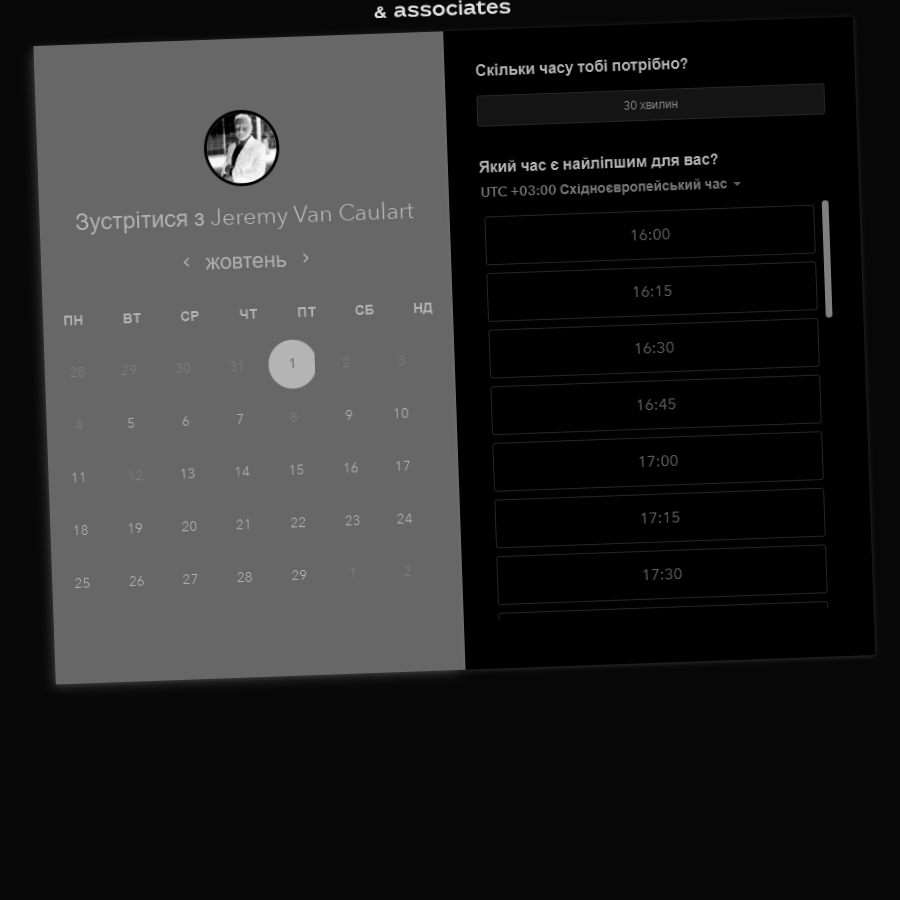 & associates
Зустрітися з Jeremy Van Caulart
жовтень
ПН ВТ СР ЧТ ПТ СБ НД
28 29 30 31 1 2 3
4 5 6 7 8 9 10
11 12 13 14 15 16 17
18 19 20 21 22 23 24
25 26 27 28 29 1 2
Скільки часу тобі потрібно?
30 хвилин
Який час є найліпшим для вас?
UTC +03:00 Східноєвропейський час
16:00
16:15
16:30
16:45
17:00
17:15
17:30